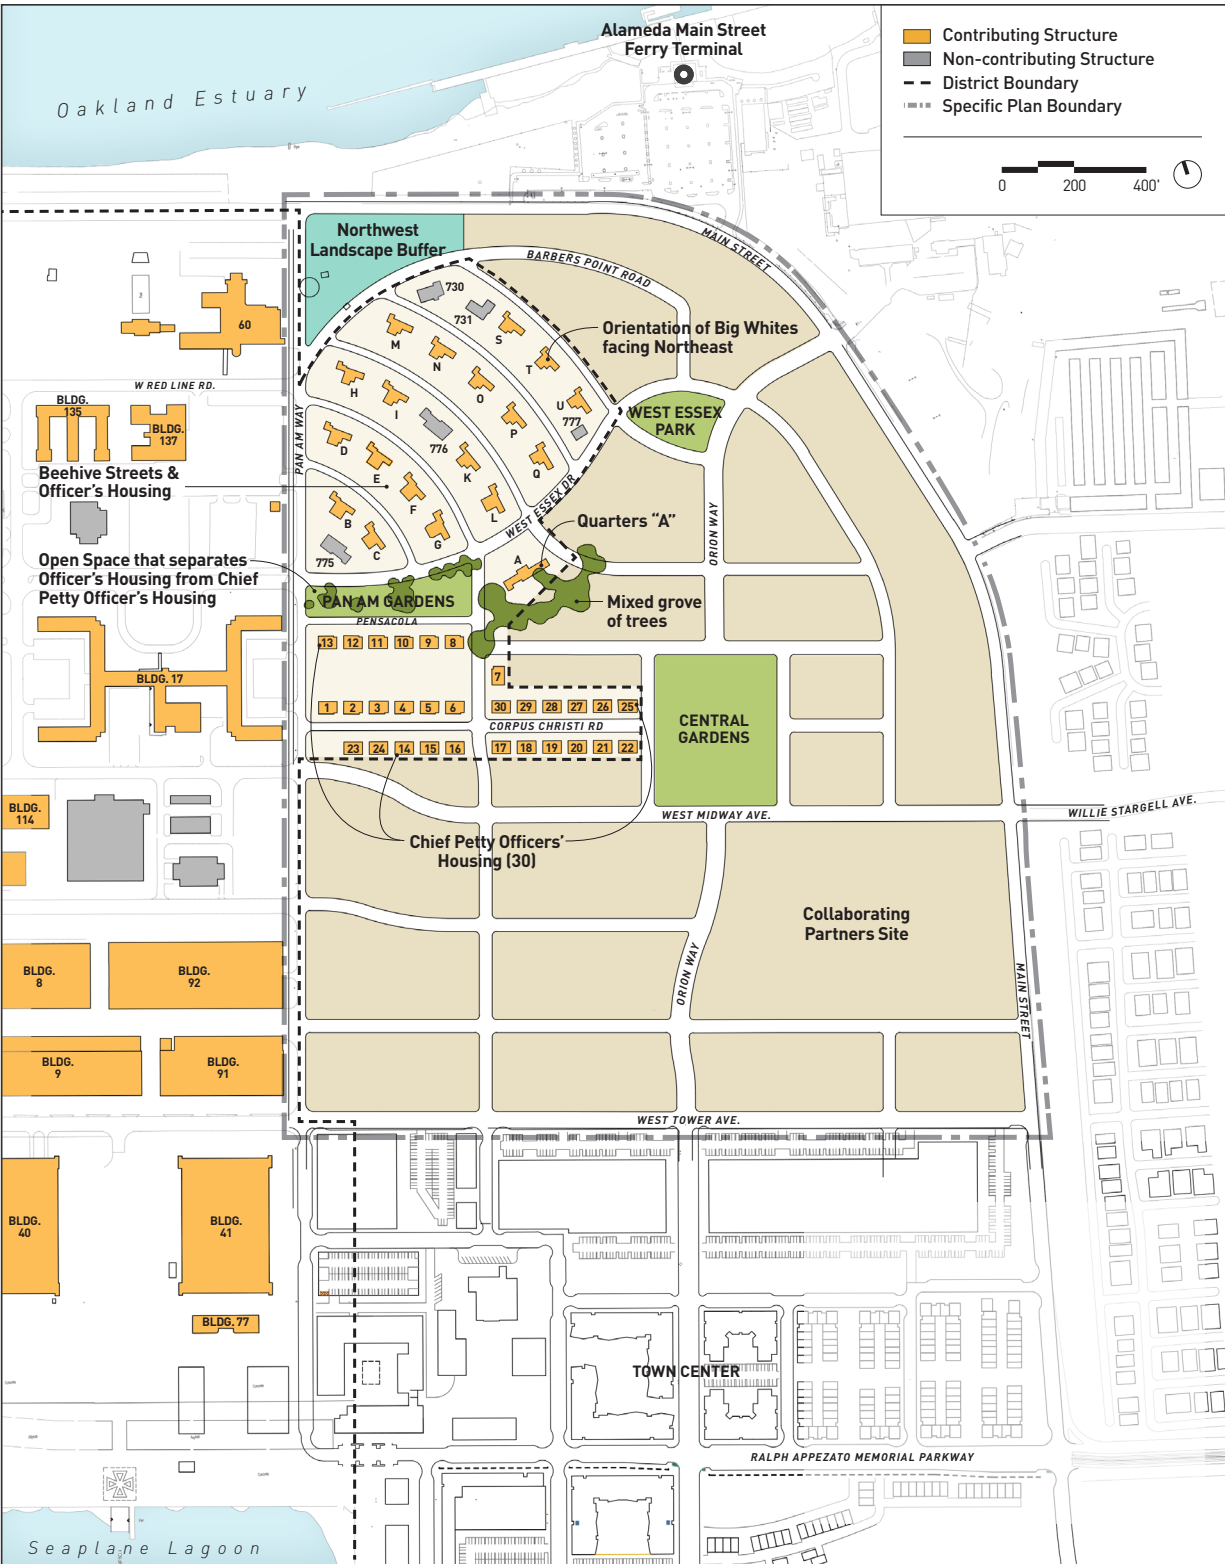 Alameda Main Street
Ferry Terminal
Contributing Structure
Non-contributing Structure
District Boundary
Specific Plan Boundary
0 200 400'
Oakland Estuary
Northwest
Landscape Buffer
MAIN STREET
BARBERS POINT ROAD
730
731
S
T
U
777
M
N
O
P
Q
H
I
776
K
L
D
E
F
G
B
C
775
A
Orientation of Big Whites
facing Northeast
WEST ESSEX
PARK
60
W RED LINE RD.
PAN AM WAY
BLDG.
135
BLDG.
137
Beehive Streets &
Officer's Housing
WEST ESSEX DR
ORION WAY
Quarters “A”
Open Space that separates
Officer's Housing from Chief
Petty Officer's Housing
PAN AM GARDENS
PENSACOLA
Mixed grove
of trees
13 12 11 10 9 8
7
BLDG. 17
1 2 3 4 5 6
30 29 28 27 26 25
CORPUS CHRISTI RD
23 24 14 15 16
17 18 19 20 21 22
CENTRAL
GARDENS
BLDG.
114
WEST MIDWAY AVE.
WILLIE STARGELL AVE.
Chief Petty Officers'
Housing (30)
Collaborating
Partners Site
BLDG.
8
BLDG.
92
ORION WAY
MAIN STREET
BLDG.
9
BLDG.
91
WEST TOWER AVE.
BLDG.
40
BLDG.
41
BLDG. 77
TOWN CENTER
RALPH APPEZATO MEMORIAL PARKWAY
Seaplane Lagoon